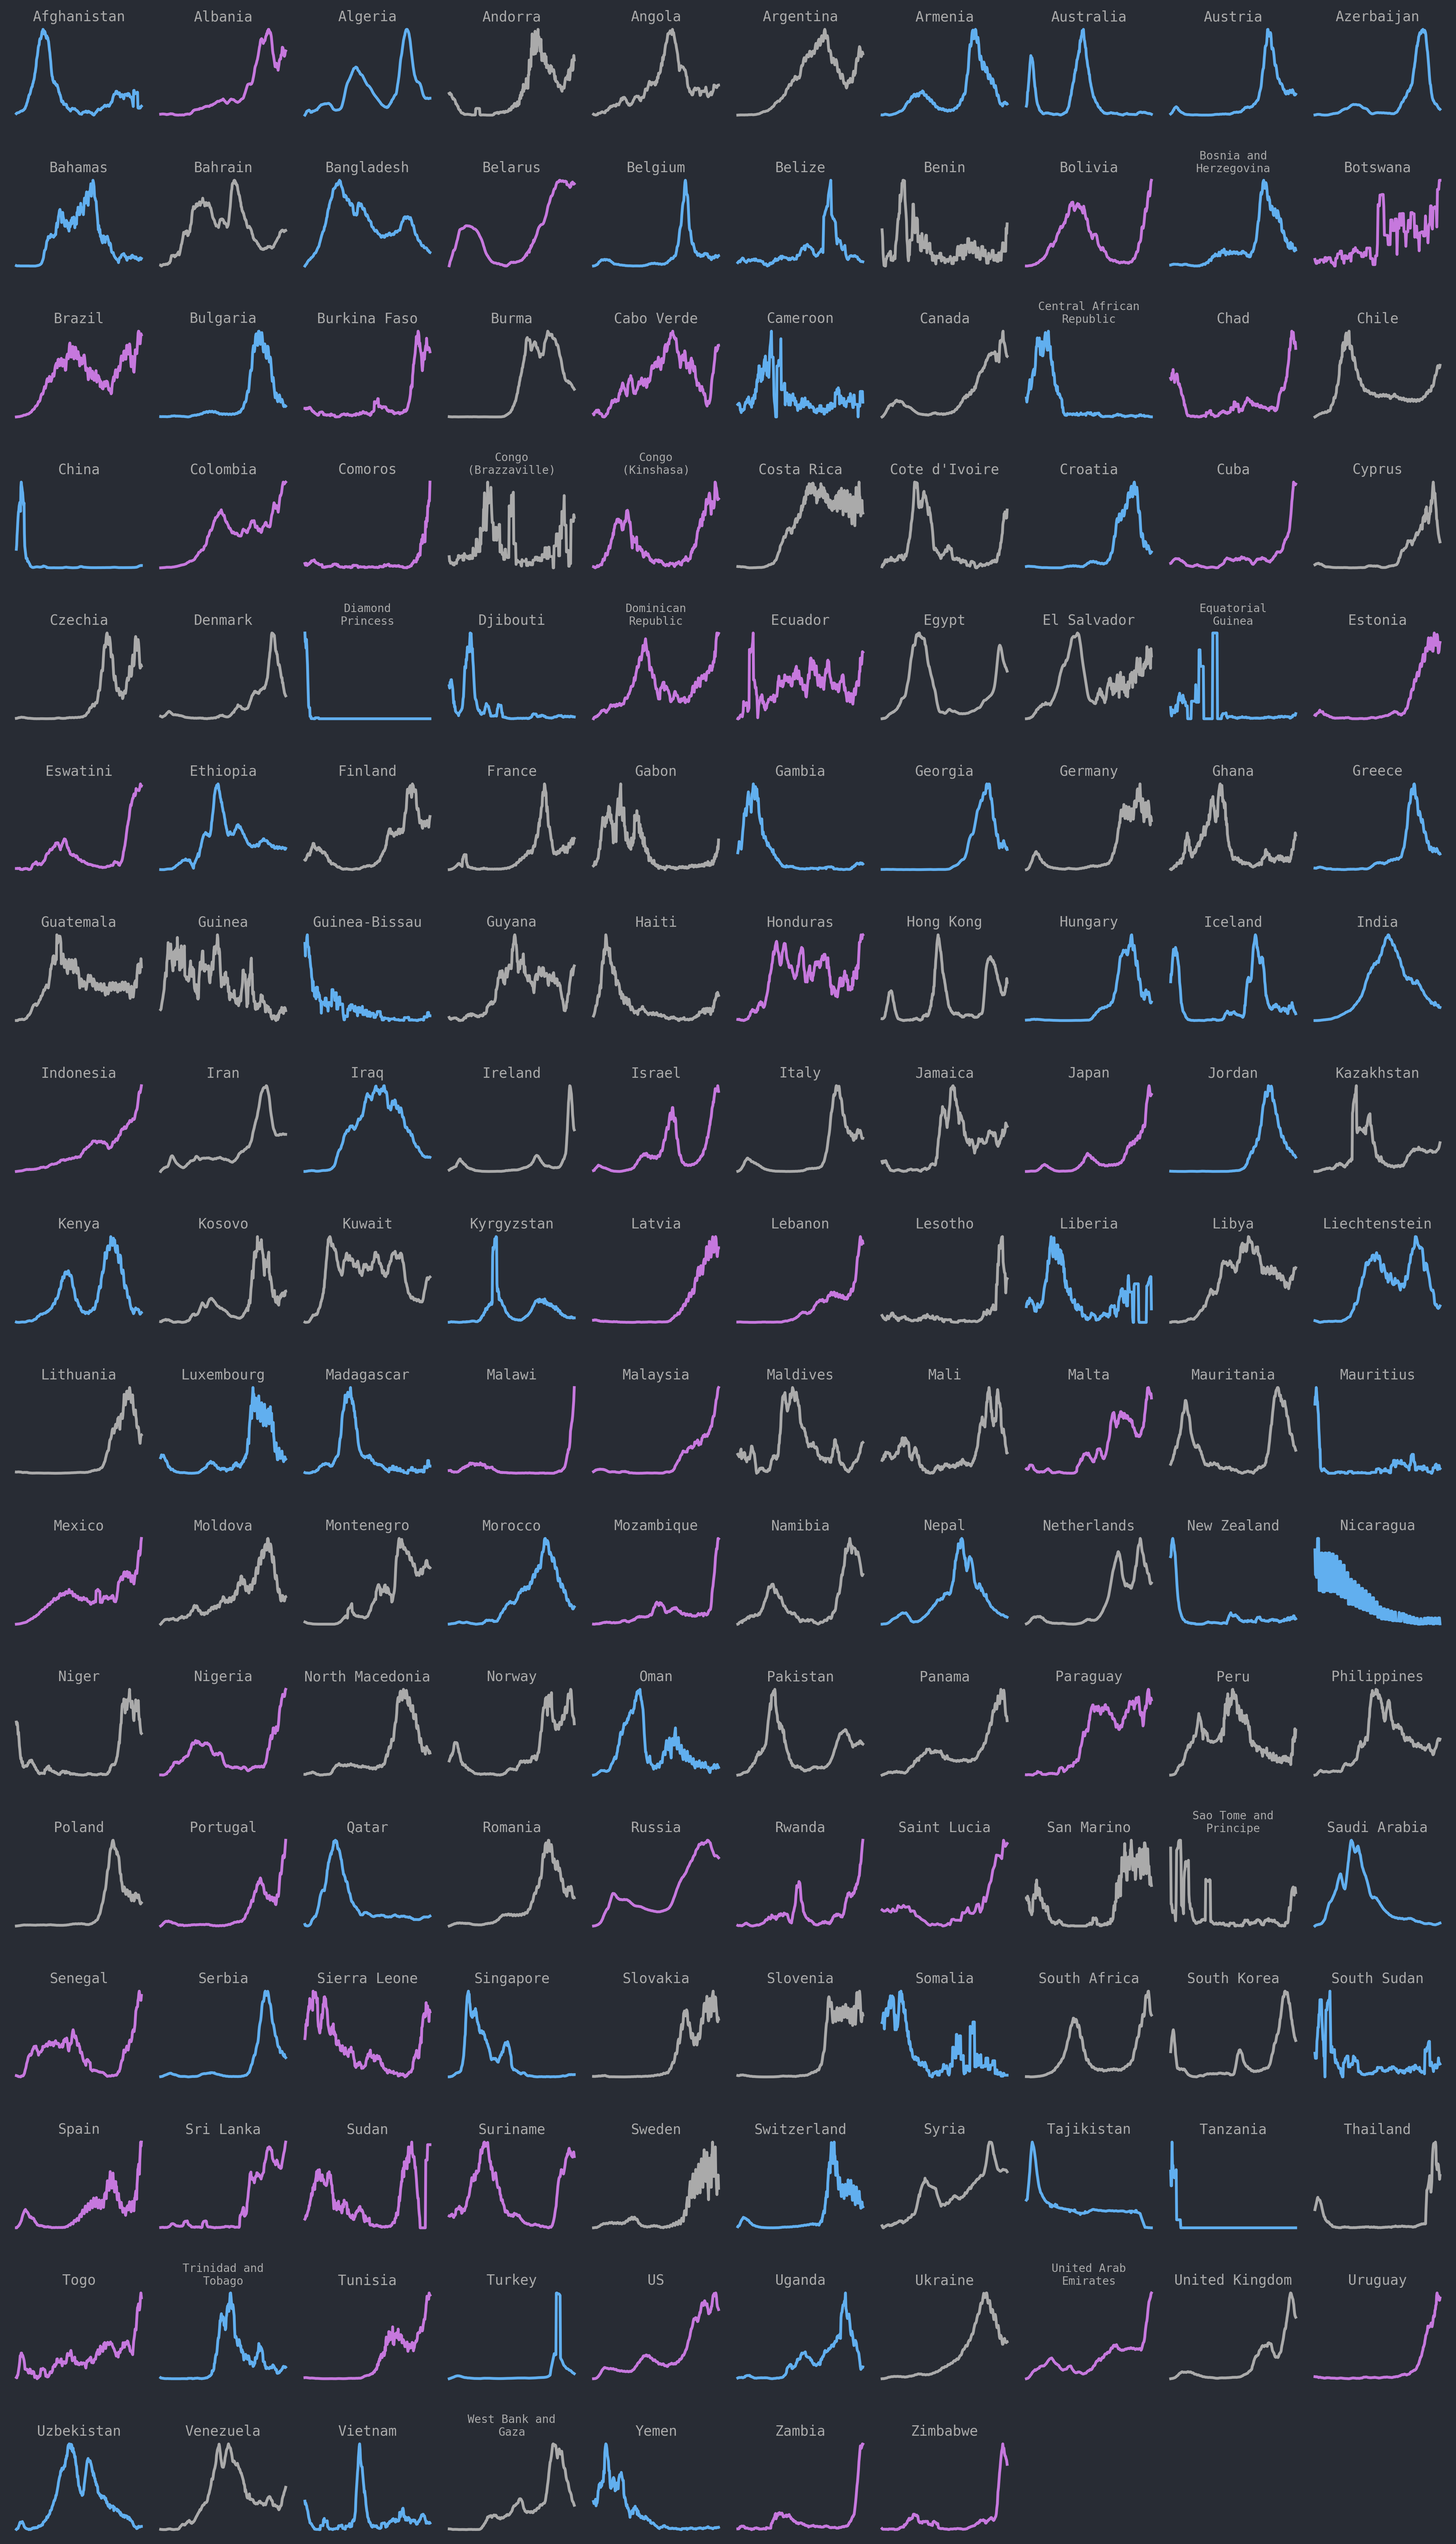 Afghanistan Albania Algeria Andorra Angola Argentina Armenia Australia Austria Azerbaijan
Bahamas Bahrain Bangladesh Belarus Belgium Belize Benin Bolivia Bosnia and
Herzegovina Botswana
Brazil Bulgaria Burkina Faso Burma Cabo Verde Cameroon Canada Central African
Republic Chad Chile
China Colombia Comoros Congo
(Brazzaville) Congo
(Kinshasa) Costa Rica Cote d'Ivoire Croatia Cuba Cyprus
Czechia Denmark Diamond
Princess Djibouti Dominican
Republic Ecuador Egypt El Salvador Equatorial
Guinea Estonia
Eswatini Ethiopia Finland France Gabon Gambia Georgia Germany Ghana Greece
Guatemala Guinea Guinea-Bissau Guyana Haiti Honduras Hong Kong Hungary Iceland India
Indonesia Iran Iraq Ireland Israel Italy Jamaica Japan Jordan Kazakhstan
Kenya Kosovo Kuwait Kyrgyzstan Latvia Lebanon Lesotho Liberia Libya Liechtenstein
Lithuania Luxembourg Madagascar Malawi Malaysia Maldives Mali Malta Mauritania Mauritius
Mexico Moldova Montenegro Morocco Mozambique Namibia Nepal Netherlands New Zealand Nicaragua
Niger Nigeria North Macedonia Norway Oman Pakistan Panama Paraguay Peru Philippines
Poland Portugal Qatar Romania Russia Rwanda Saint Lucia San Marino Sao Tome and
Principe Saudi Arabia
Senegal Serbia Sierra Leone Singapore Slovakia Slovenia Somalia South Africa South Korea South Sudan
Spain Sri Lanka Sudan Suriname Sweden Switzerland Syria Tajikistan Tanzania Thailand
Togo Trinidad and
Tobago Tunisia Turkey US Uganda Ukraine United Arab
Emirates United Kingdom Uruguay
Uzbekistan Venezuela Vietnam West Bank and
Gaza Yemen Zambia Zimbabwe